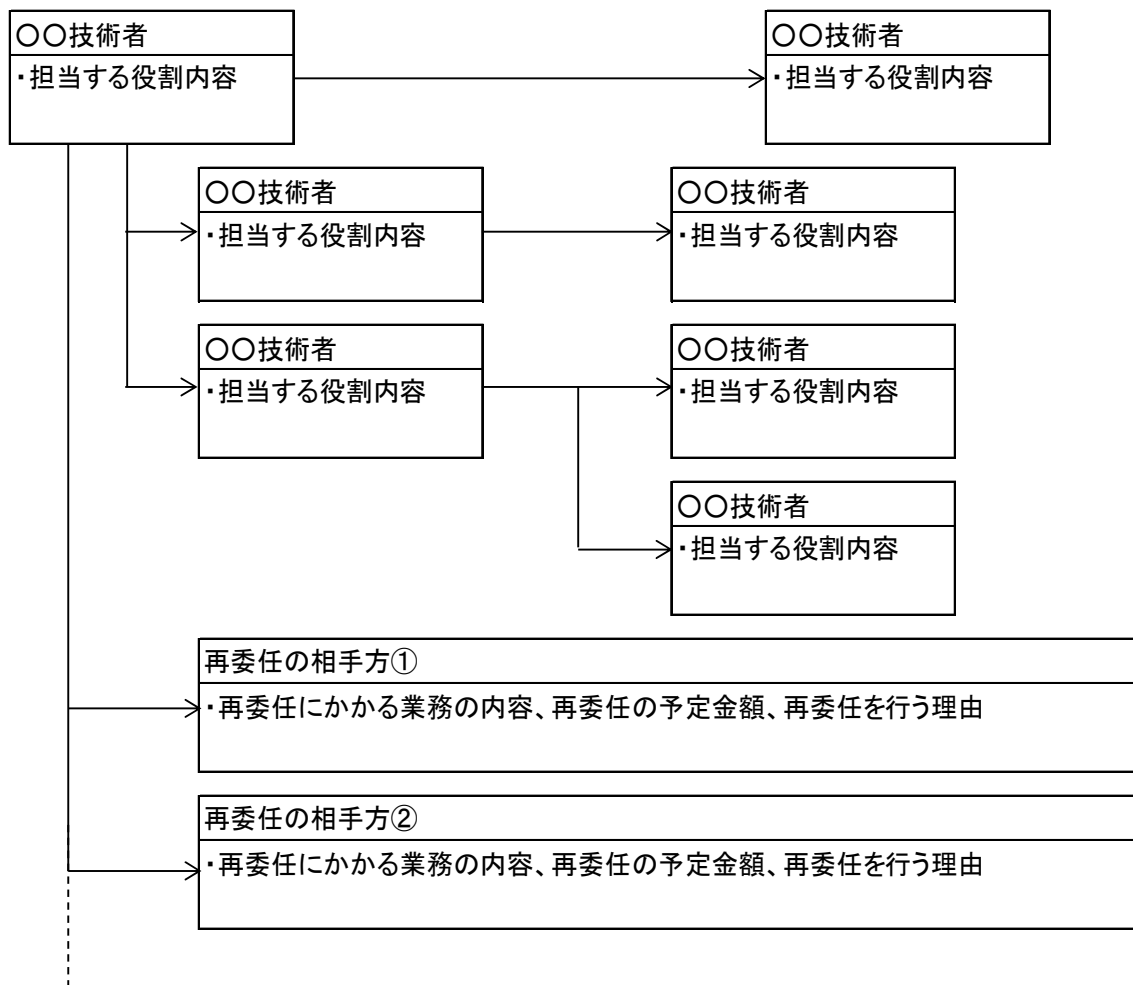 〇〇技術者
・担当する役割内容
〇〇技術者
・担当する役割内容
〇〇技術者
・担当する役割内容
〇〇技術者
・担当する役割内容
〇〇技術者
・担当する役割内容
〇〇技術者
・担当する役割内容
〇〇技術者
・担当する役割内容
再委任の相手方①
・再委任にかかる業務の内容、再委任の予定金額、再委任を行う理由
再委任の相手方②
・再委任にかかる業務の内容、再委任の予定金額、再委任を行う理由